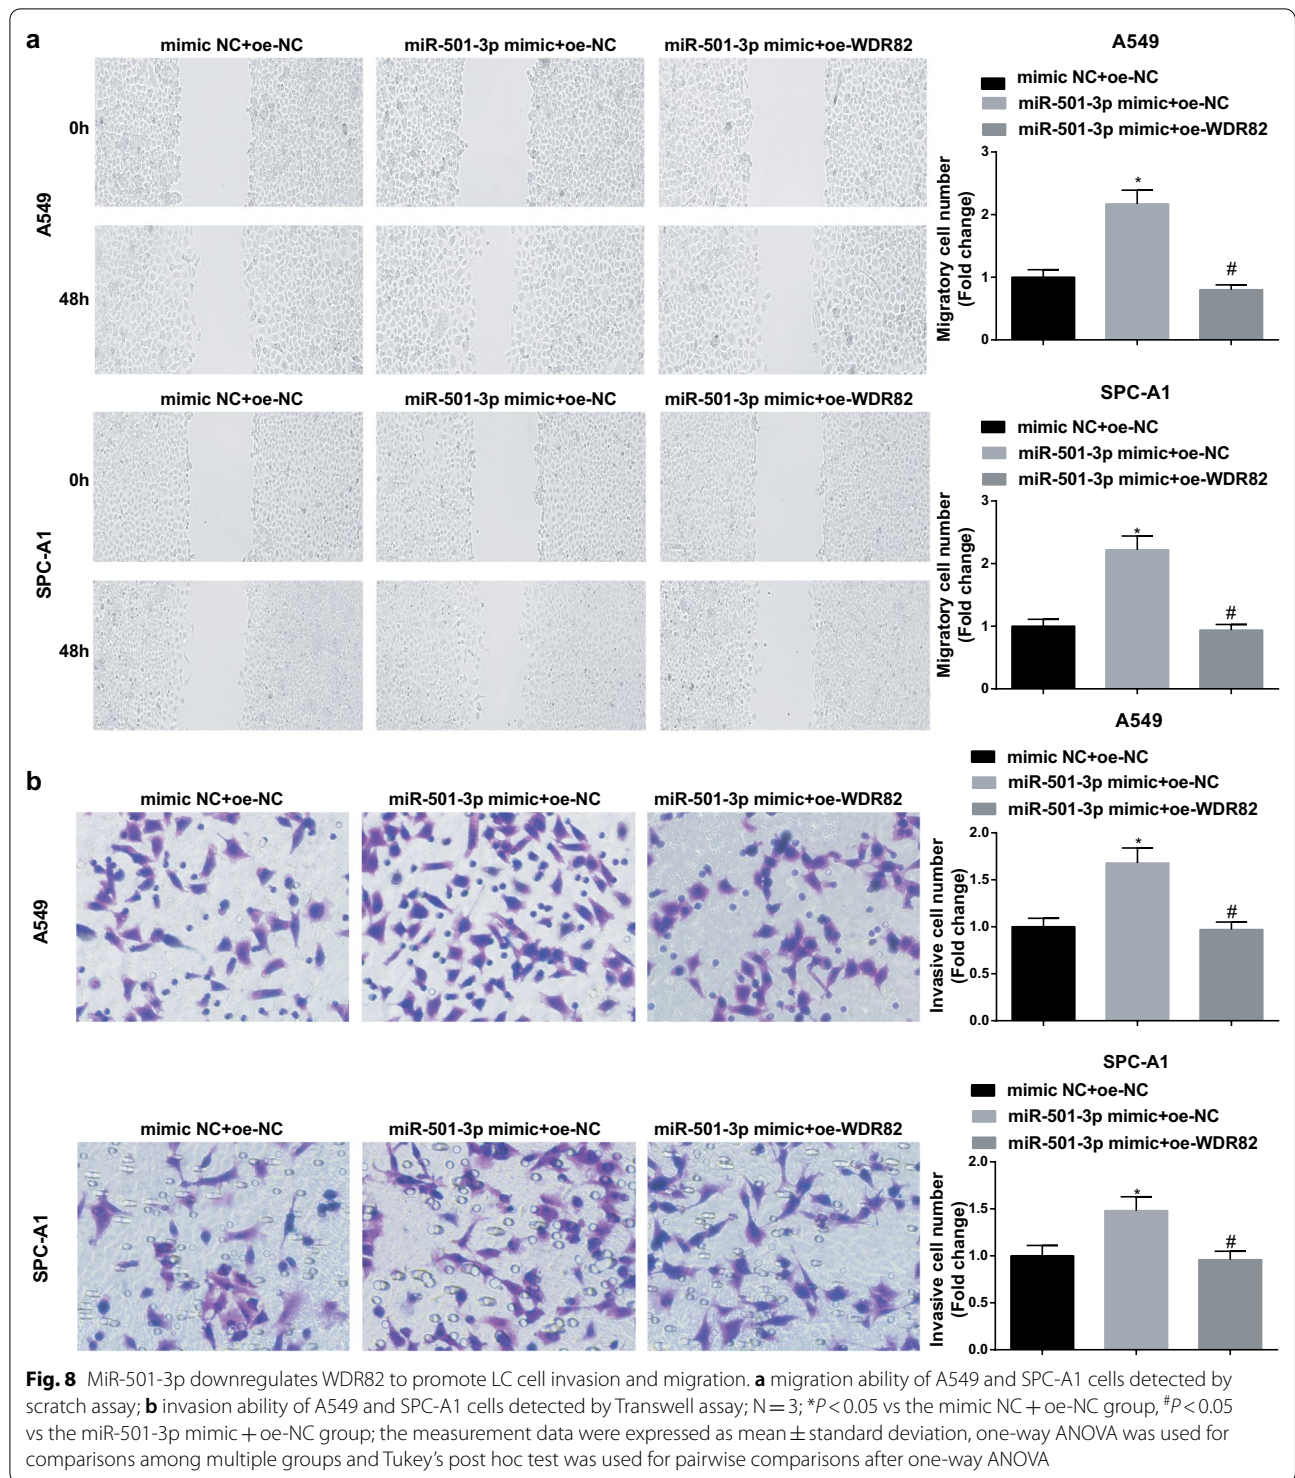 a
mimic NC+oe-NC
miR-501-3p mimic+oe-NC
miR-501-3p mimic+oe-WDR82
0h
A549
48h
mimic NC+oe-NC
miR-501-3p mimic+oe-NC
miR-501-3p mimic+oe-WDR82
0h
SPC-A1
48h
A549
mimic NC+oe-NC
miR-501-3p mimic+oe-NC
miR-501-3p mimic+oe-WDR82
Migratory cell number
(Fold change)
3
2
1
0
*
#
SPC-A1
mimic NC+oe-NC
miR-501-3p mimic+oe-NC
miR-501-3p mimic+oe-WDR82
Migratory cell number
(Fold change)
3
2
1
0
*
#
b
mimic NC+oe-NC
miR-501-3p mimic+oe-NC
miR-501-3p mimic+oe-WDR82
A549
A549
mimic NC+oe-NC
miR-501-3p mimic+oe-NC
miR-501-3p mimic+oe-WDR82
Invasive cell number
(Fold change)
2.0
1.5
1.0
0.5
0.0
*
#
mimic NC+oe-NC
miR-501-3p mimic+oe-NC
miR-501-3p mimic+oe-WDR82
SPC-A1
SPC-A1
mimic NC+oe-NC
miR-501-3p mimic+oe-NC
miR-501-3p mimic+oe-WDR82
Invasive cell number
(Fold change)
2.0
1.5
1.0
0.5
0.0
*
#
Fig. 8 MiR-501-3p downregulates WDR82 to promote LC cell invasion and migration. a migration ability of A549 and SPC-A1 cells detected by
scratch assay; b invasion ability of A549 and SPC-A1 cells detected by Transwell assay; N = 3; *P < 0.05 vs the mimic NC + oe-NC group, #P < 0.05
vs the miR-501-3p mimic + oe-NC group; the measurement data were expressed as mean ± standard deviation, one-way ANOVA was used for
comparisons among multiple groups and Tukey's post hoc test was used for pairwise comparisons after one-way ANOVA